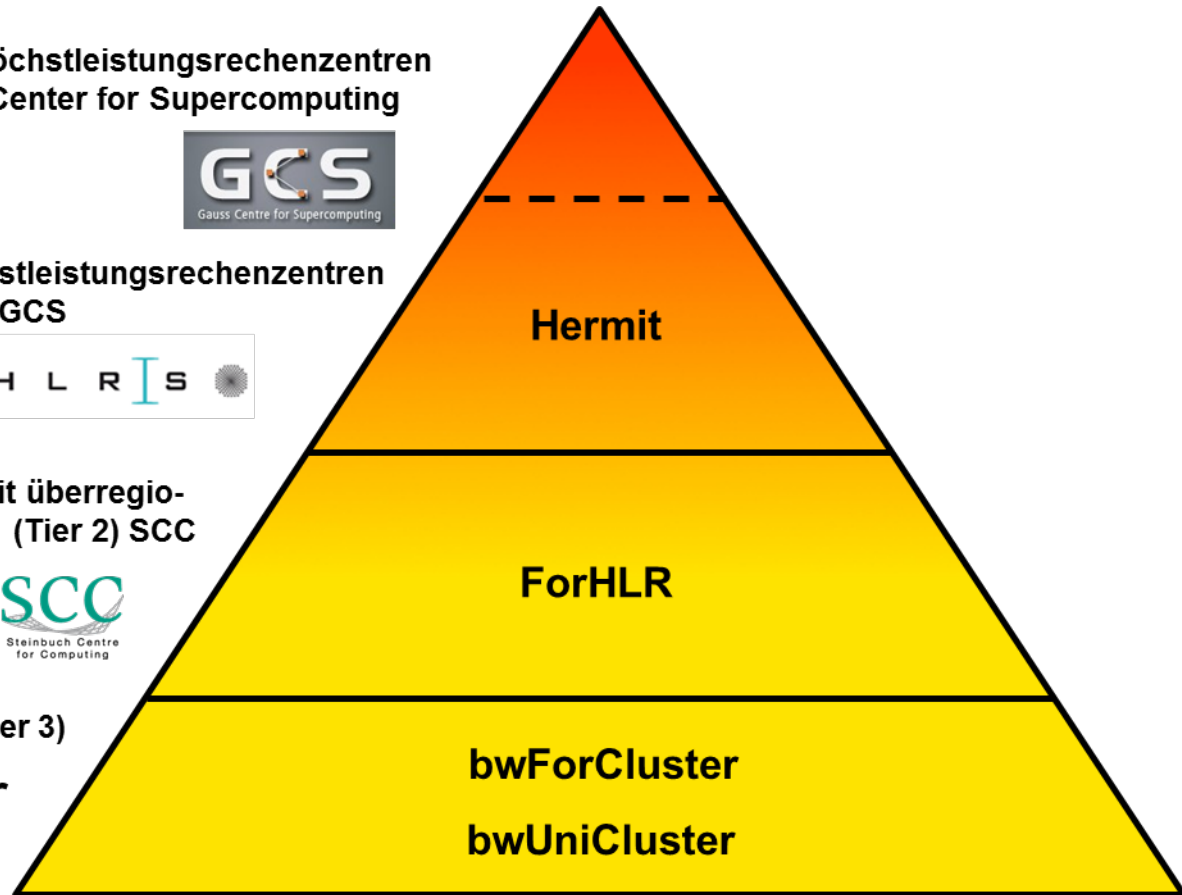 öchstleistungsrechenzentren
Center for Supercomputing
GCS
Gauss Centre for Supercomputing
stleistungsrechenzentren
GCS
Hermit
H L R I S
it überregio-
(Tier 2) SCC
ForHLR
SCC
Steinbuch Centre
for Computing
er 3)
bwForCluster
r
bwUniCluster